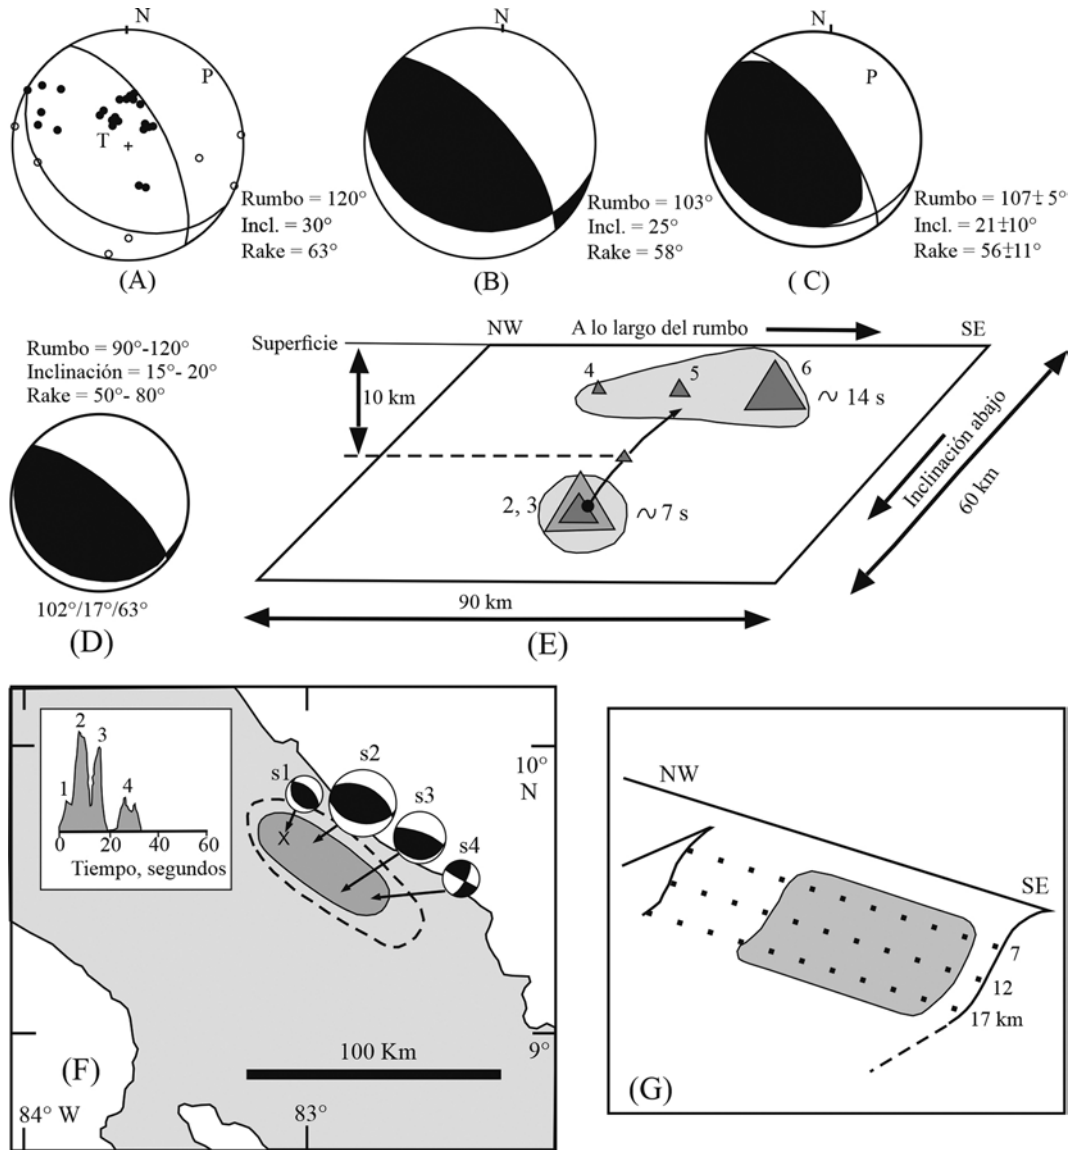 N
P
T
+
Rumbo = 120°
Incl. = 30°
Rake = 63°
(A)
N
Rumbo = 103°
Incl. = 25°
Rake = 58°
(B)
N
P
Rumbo = 107± 5°
Incl. = 21±10°
Rake = 56±11°
( C )
Rumbo = 90°-120°
Inclinación = 15°- 20°
Rake = 50°- 80°
102°/17°/63°
(D)
NW
A lo largo del rumbo
SE
Superficie
10 km
4
5
6
~ 14 s
2, 3
~ 7 s
Inclinación abajo
60 km
90 km
(E)
2
3
1
4
0
20
40
60
Tiempo, segundos
s1
s2
s3
s4
X
10°
N
100 Km
9°
(F)
84° W
83°
NW
SE
7
12
17 km
(G)